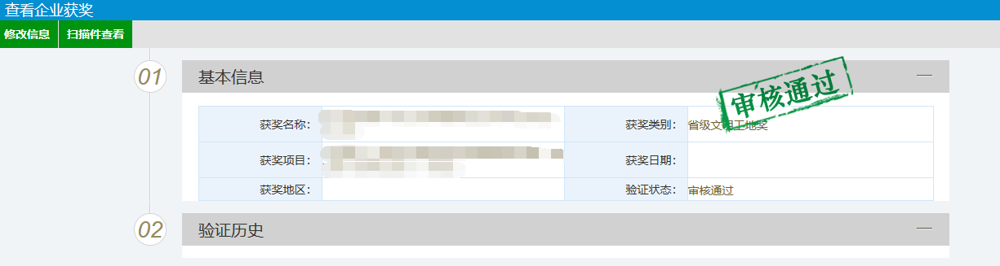 查看企业获奖
修改信息 扫描件查看
01 基本信息
审核通过
获奖名称： 获奖类别： 省级文明工地奖
获奖项目： 获奖日期：
获奖地区： 验证状态： 审核通过
02 验证历史